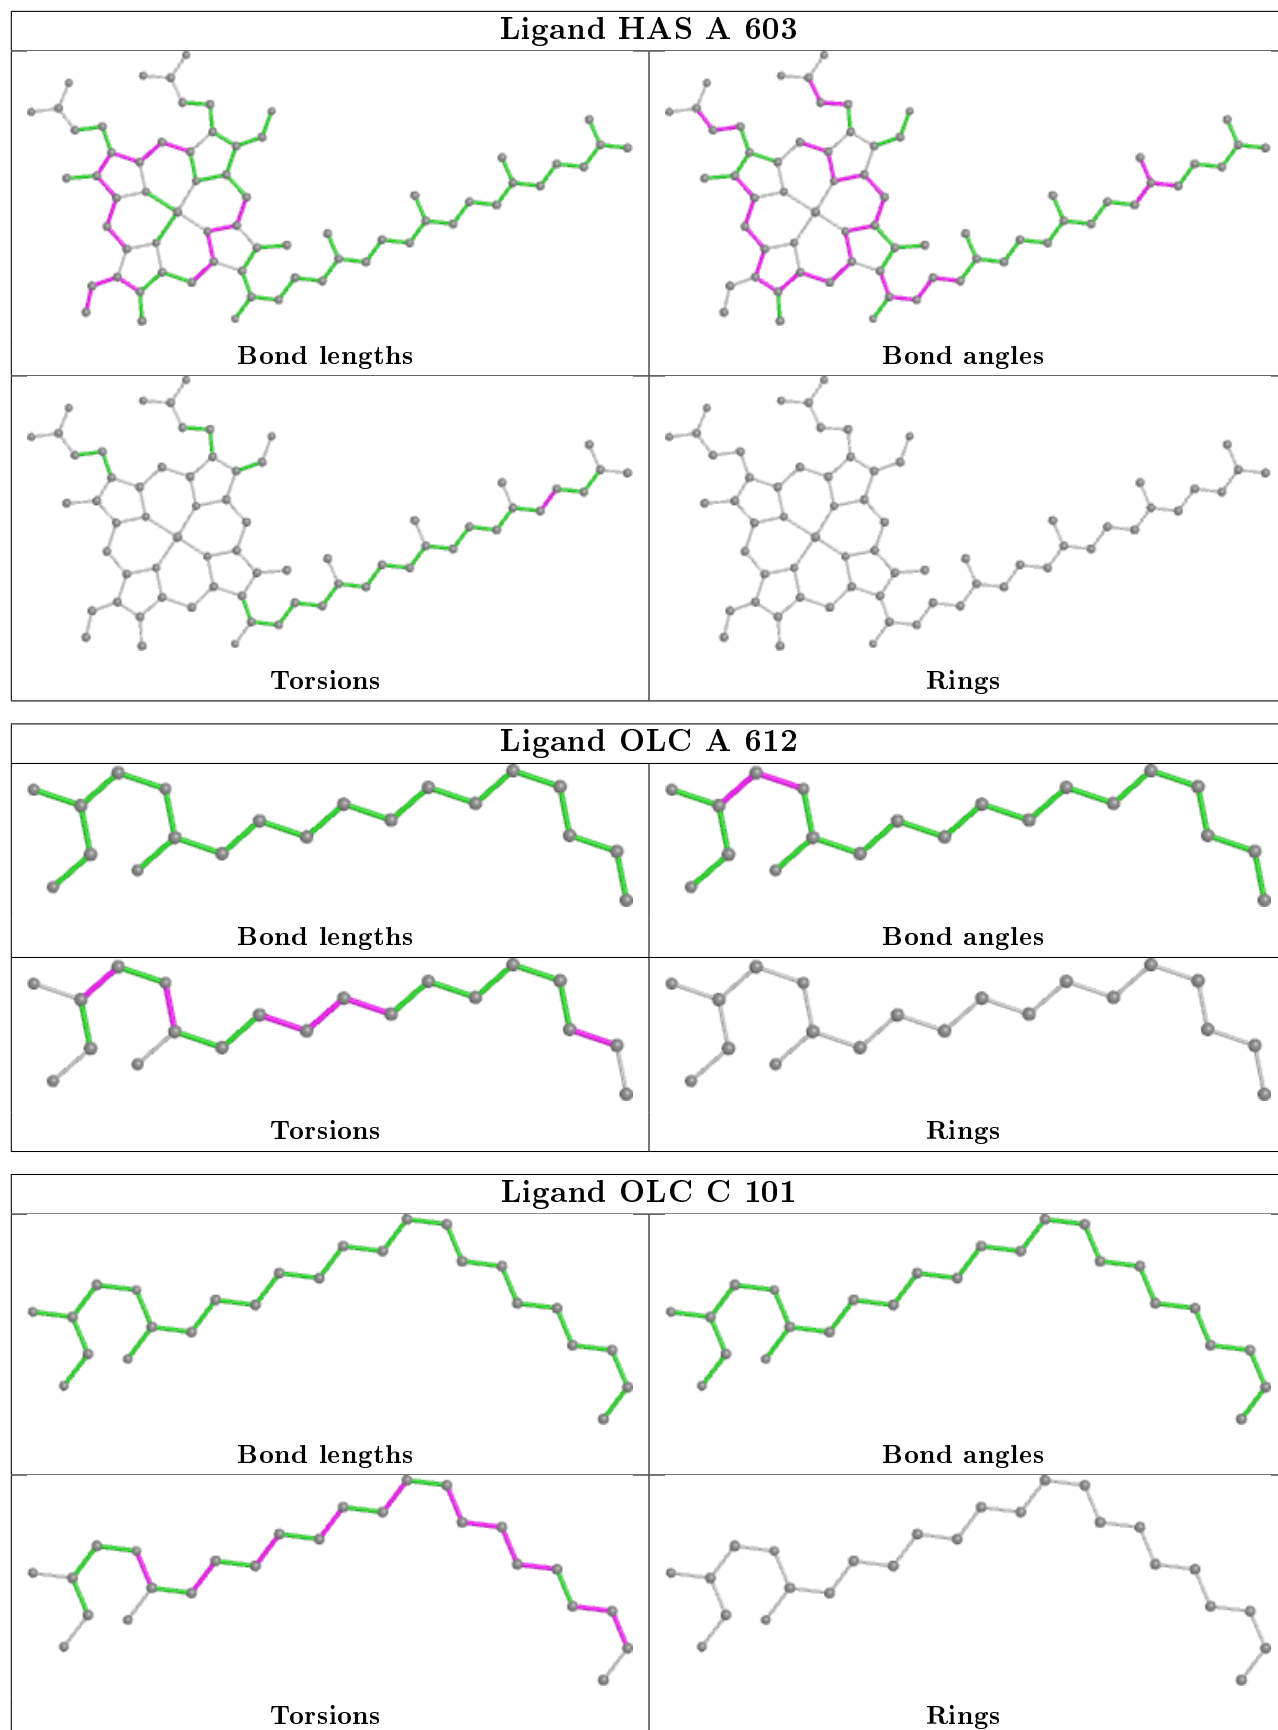 Ligand HAS A 603
Bond lengths
Bond angles
Torsions
Rings
Ligand OLC A 612
Bond lengths
Bond angles
Torsions
Rings
Ligand OLC C 101
Bond lengths
Bond angles
Torsions
Rings